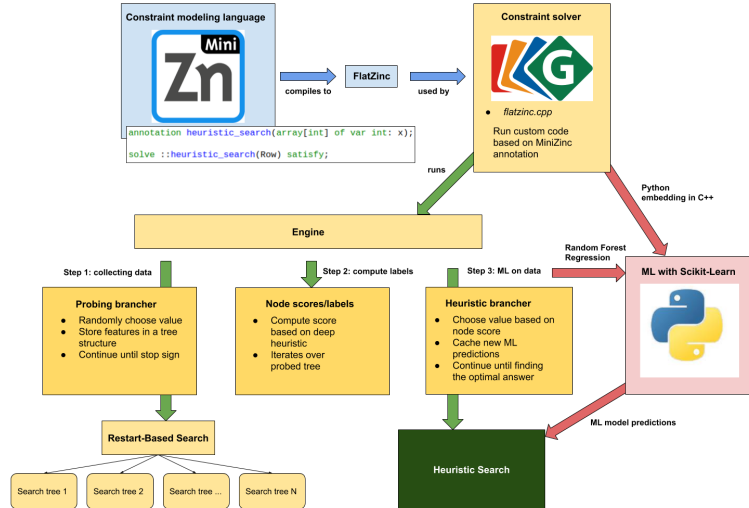 Constraint modeling language
Mini
Zn
annotation heuristic_search(array[int] of var int: x);
solve ::heuristic_search(Row) satisfy;
compiles to
FlatZinc
used by
Constraint solver
G
● flatzinc.cpp
Run custom code
based on MiniZinc
annotation
runs
Python
embedding in C++
Engine
Random Forest
Regression
Step 1: collecting data
Step 2: compute labels
Step 3: ML on data
ML with Scikit-Learn
Probing brancher
● Randomly choose value
● Store features in a tree
structure
● Continue until stop sign
Node scores/labels
● Compute score
based on deep
heuristic
● Iterates over
probed tree
Heuristic brancher
● Choose value based on
node score
● Cache new ML
predictions
● Continue until finding
the optimal answer
ML model predictions
Restart-Based Search
Heuristic Search
Search tree 1
Search tree 2
Search tree ...
Search tree N